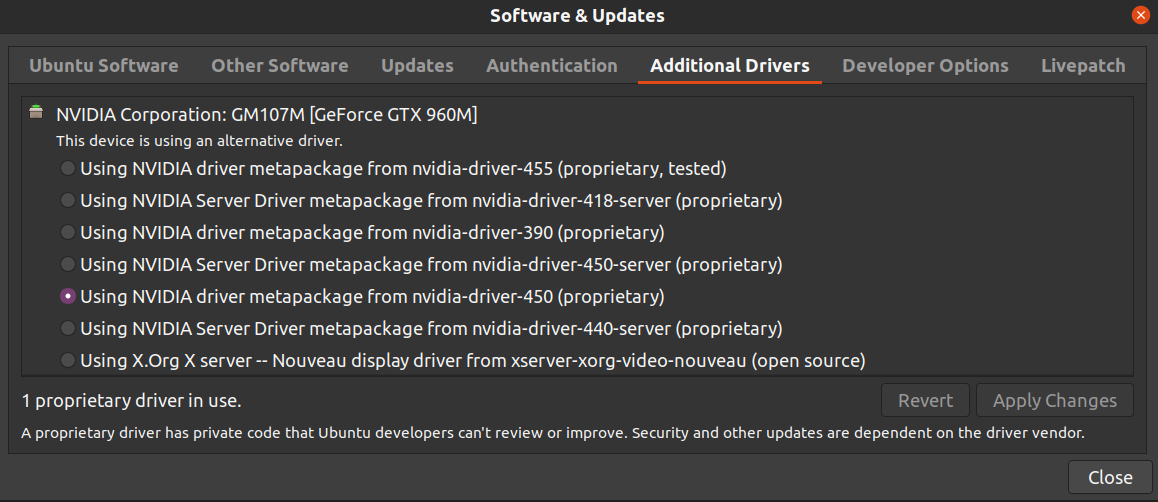 Software & Updates
Ubuntu Software Other Software Updates Authentication Additional Drivers Developer Options Livepatch
NVIDIA Corporation: GM107M [GeForce GTX 960M]
This device is using an alternative driver.
Using NVIDIA driver metapackage from nvidia-driver-455 (proprietary, tested)
Using NVIDIA Server Driver metapackage from nvidia-driver-418-server (proprietary)
Using NVIDIA driver metapackage from nvidia-driver-390 (proprietary)
Using NVIDIA Server Driver metapackage from nvidia-driver-450-server (proprietary)
Using NVIDIA driver metapackage from nvidia-driver-450 (proprietary)
Using NVIDIA Server Driver metapackage from nvidia-driver-440-server (proprietary)
Using X.Org X server -- Nouveau display driver from xserver-xorg-video-nouveau (open source)
1 proprietary driver in use.
Revert Apply Changes
A proprietary driver has private code that Ubuntu developers can't review or improve. Security and other updates are dependent on the driver vendor.
Close